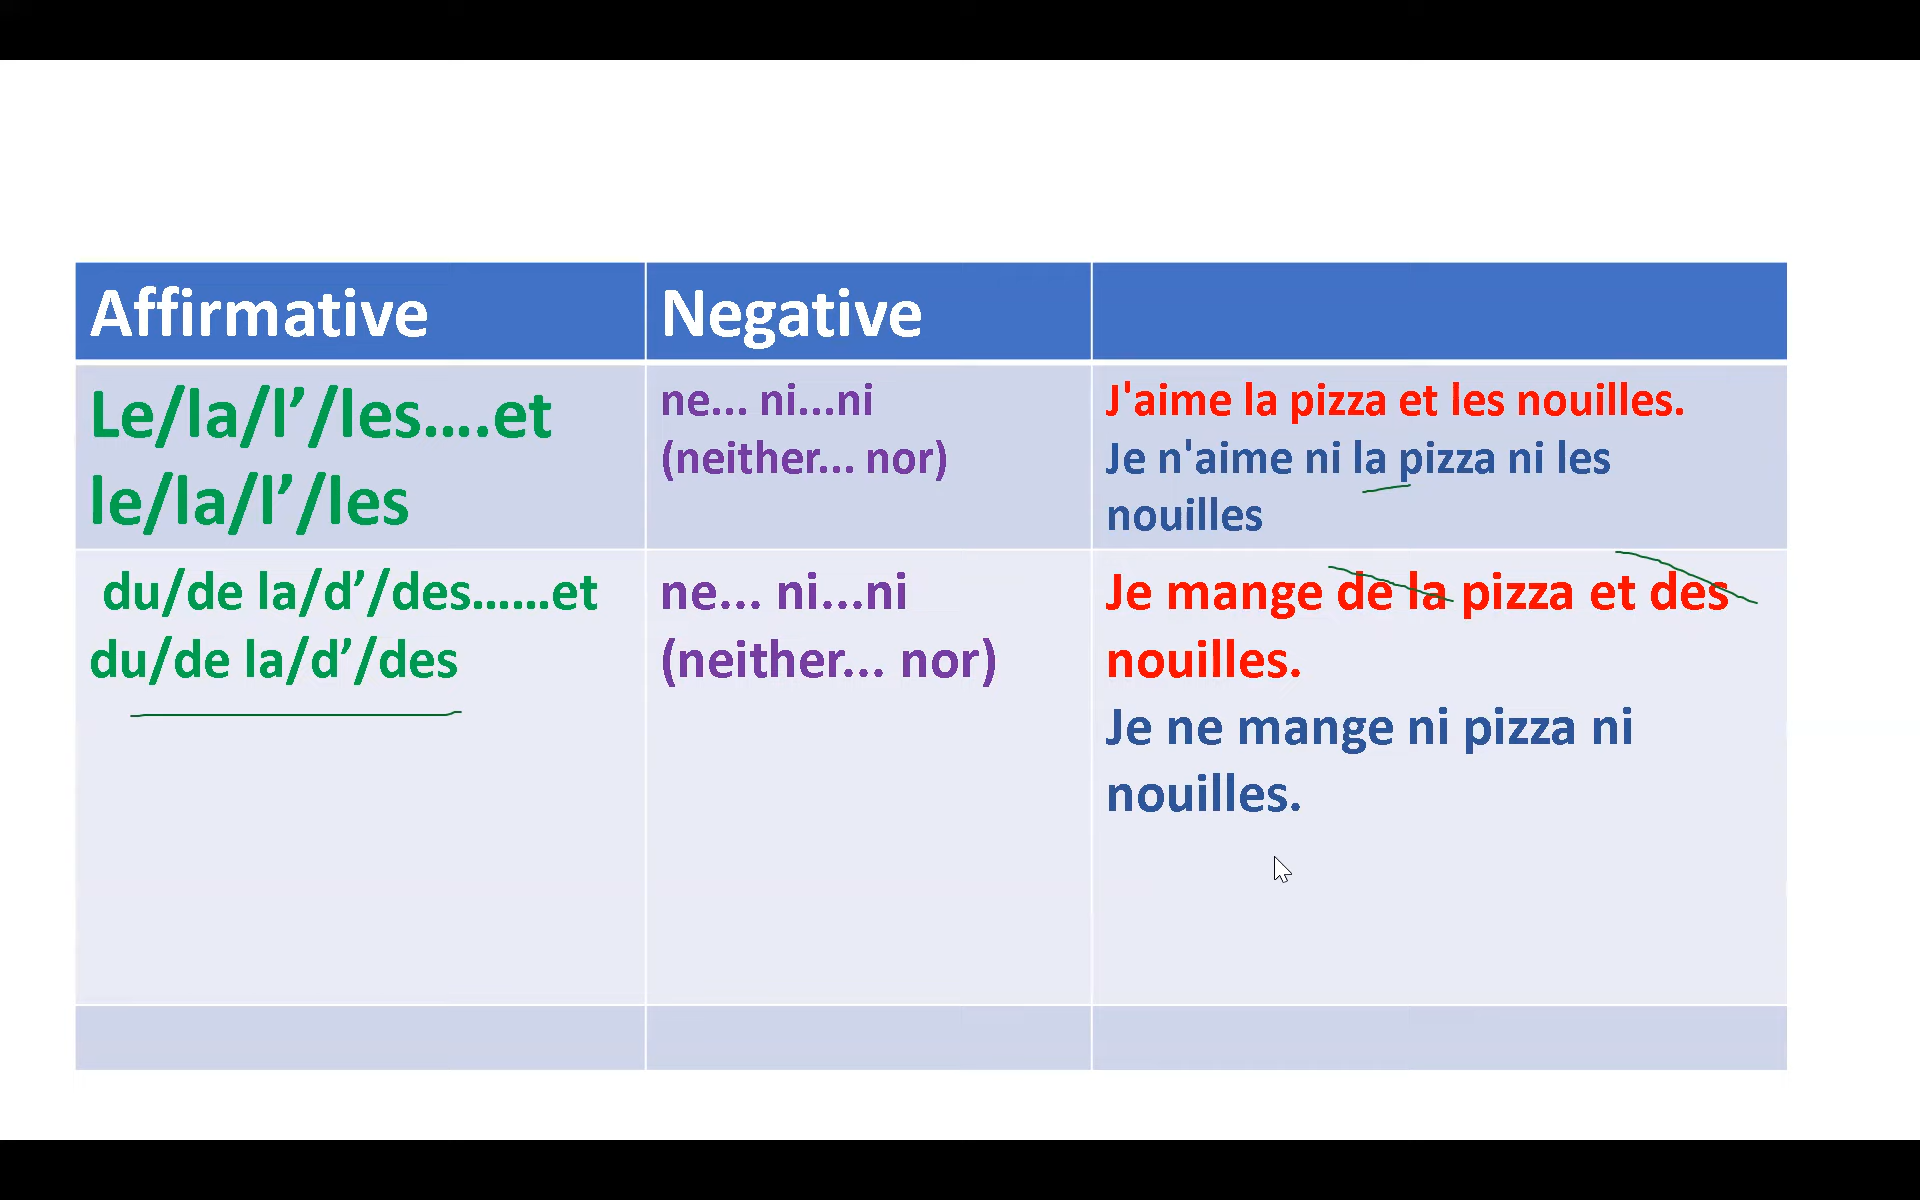 Affirmative
Negative
Le/la/l’/les....et
le/la/l’/les
ne... ni...ni
(neither... nor)
J'aime la pizza et les nouilles.
Je n'aime ni la pizza ni les
nouilles
du/de la/d’/des......et
du/de la/d’/des
ne... ni...ni
(neither... nor)
Je mange de la pizza et des
nouilles.
Je ne mange ni pizza ni
nouilles.